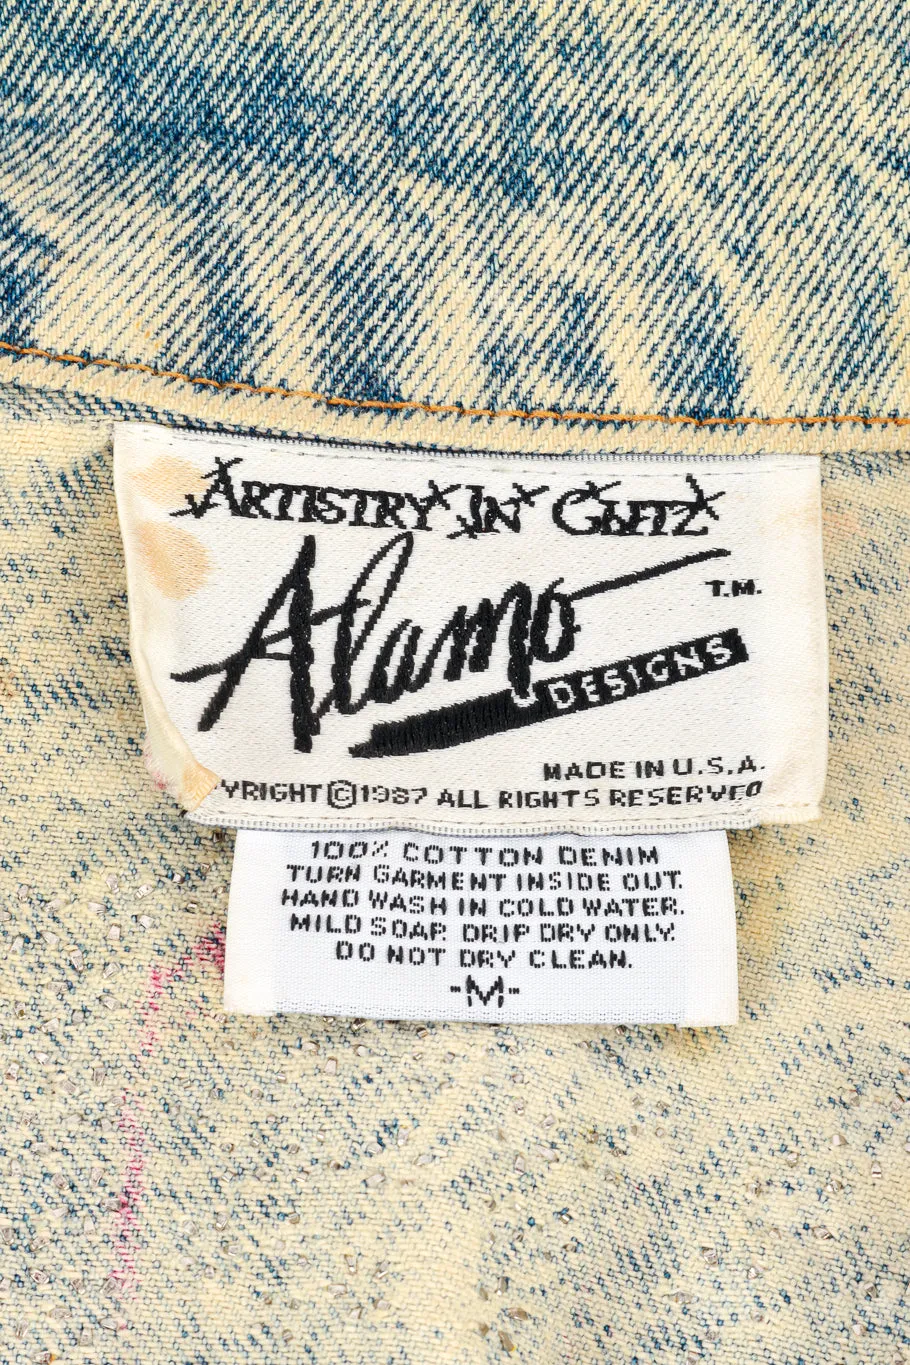 ARTISTRY IN GLITZ
Alamo
T.M.
DESIGNS
MADE IN U.S.A.
YRIGHT ©1987 ALL RIGHTS RESERVED
100% COTTON DENIM
TURN GARMENT INSIDE OUT.
HAND WASH IN COLD WATER.
MILD SOAP. DRIP DRY ONLY.
DO NOT DRY CLEAN.
-M-